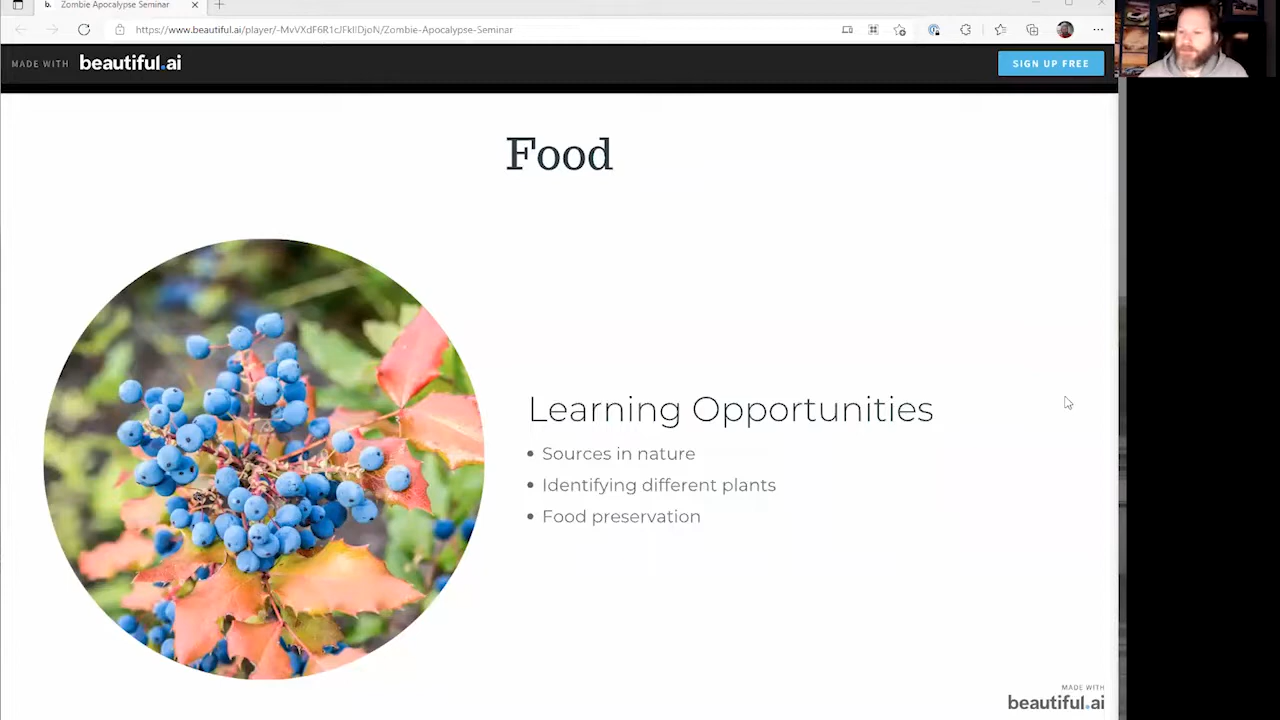 Zombie Apocalypse Seminar
https://www.beautiful.ai/player/-MvVXdF6R1cJFkIlDjoN/Zombie-Apocalypse-Seminar
MADE WITH beautiful.ai
SIGN UP FREE
Food
Learning Opportunities
• Sources in nature
• Identifying different plants
• Food preservation
MADE WITH
beautiful.ai